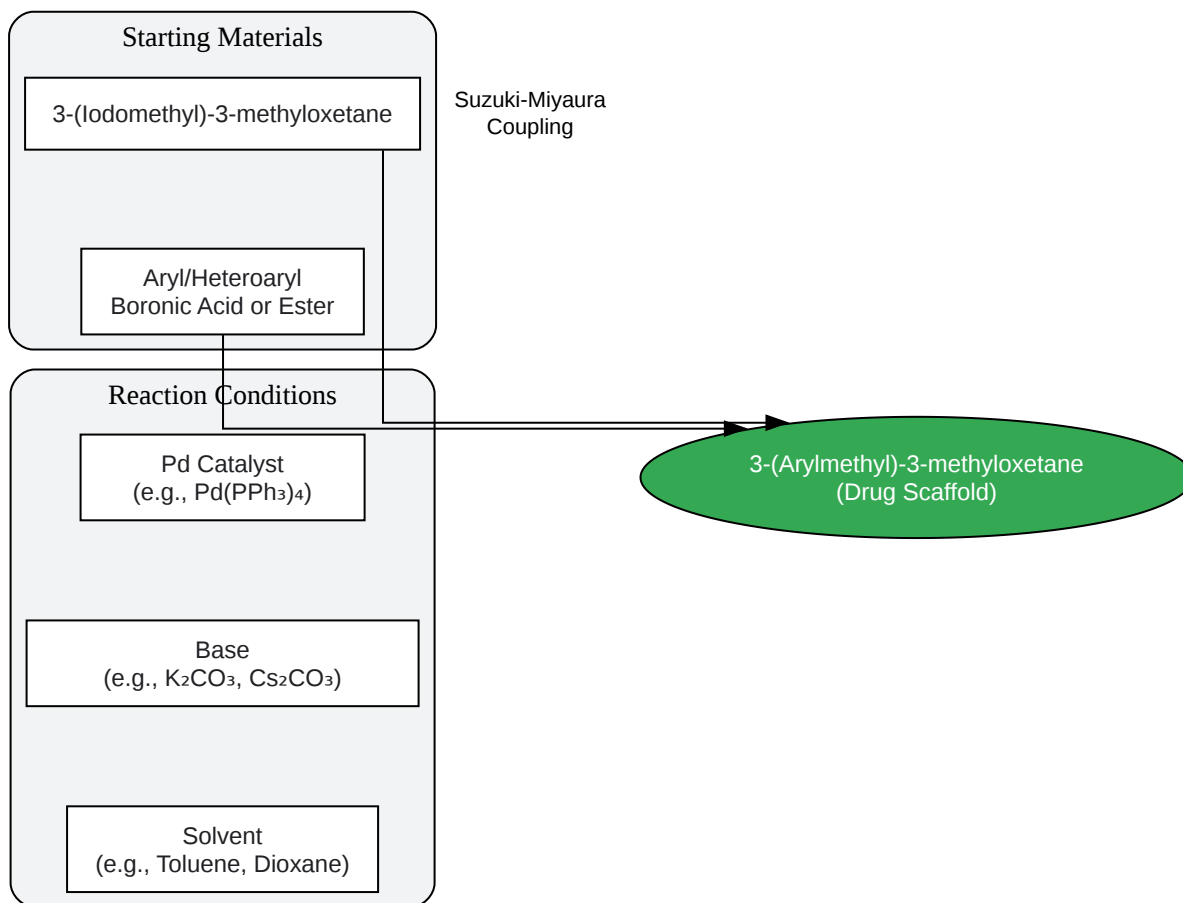 Starting Materials
3-(Iodomethyl)-3-methyloxetane
Suzuki-Miyaura
Coupling
Aryl/Heteroaryl
Boronic Acid or Ester
Reaction Conditions
Pd Catalyst
(e.g., Pd(PPh₃)₄)
3-(Arylmethyl)-3-methyloxetane
(Drug Scaffold)
Base
(e.g., K₂CO₃, Cs₂CO₃)
Solvent
(e.g., Toluene, Dioxane)